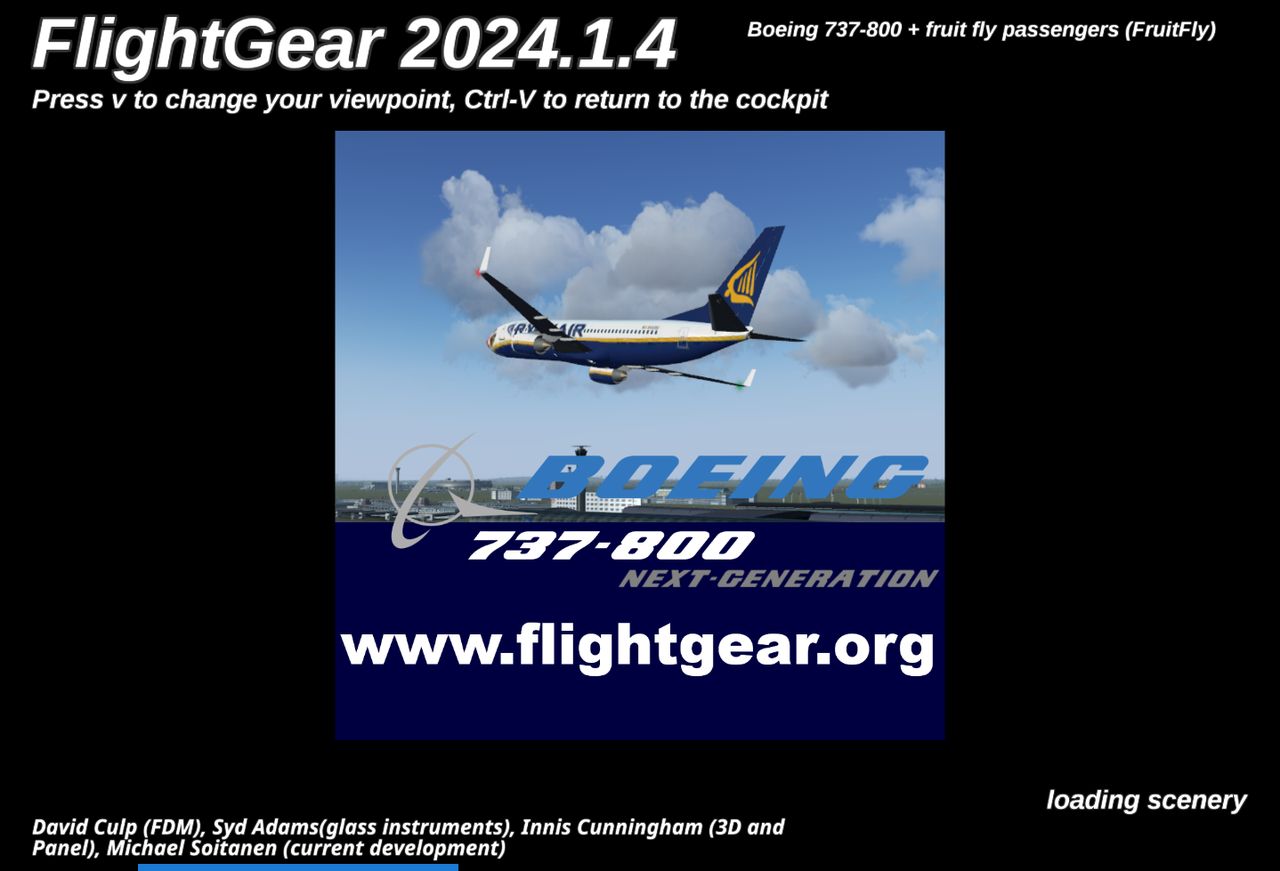 FlightGear 2024.1.4
Boeing 737-800 + fruit fly passengers (FruitFly)
Press v to change your viewpoint, Ctrl-V to return to the cockpit
RYANAIR
BOEING
737-800
NEXT-GENERATION
www.flightgear.org
loading scenery
David Culp (FDM), Syd Adams(glass instruments), Innis Cunningham (3D and
Panel), Michael Soitanen (current development)